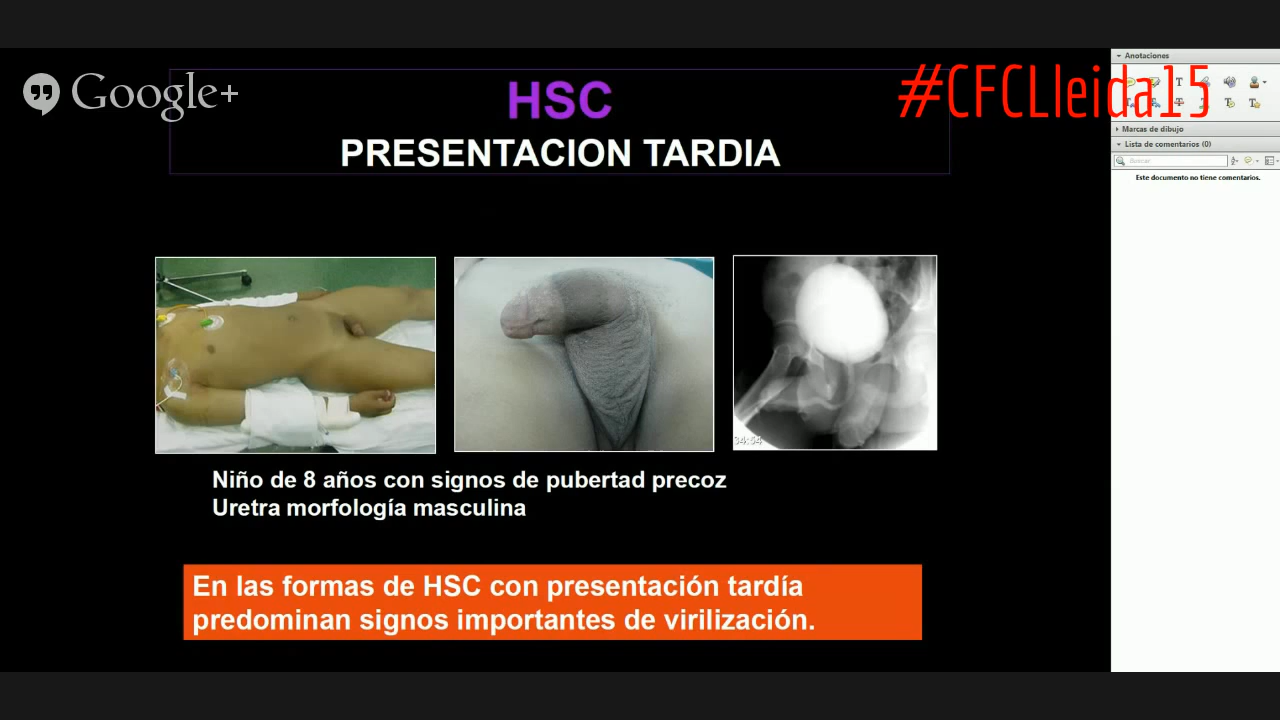 Google+
#CFCLleida15
HSC
PRESENTACION TARDIA
Anotaciones
Marcas de dibujo
Lista de comentarios (0)
Buscar
Este documento no tiene comentarios.
Niño de 8 años con signos de pubertad precoz
Uretra morfología masculina
En las formas de HSC con presentación tardía
predominan signos importantes de virilización.